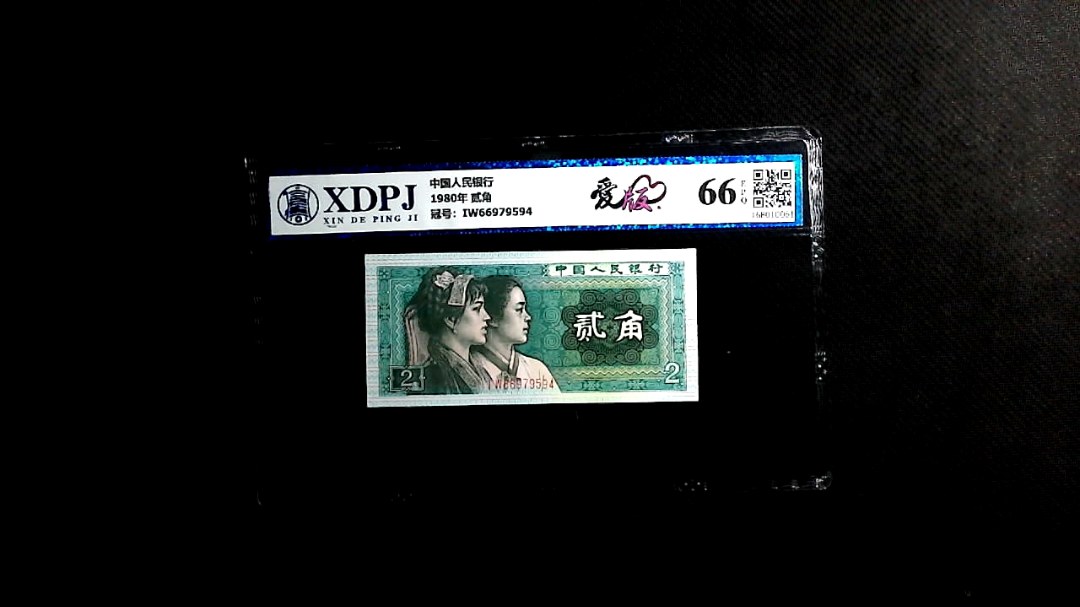 XDPJ
XIN DE PING JI
中国人民银行
1980年 贰角
冠号：IW66979594
爱版
66
EPQ
中国人民银行
贰角
2
IW66979594
2